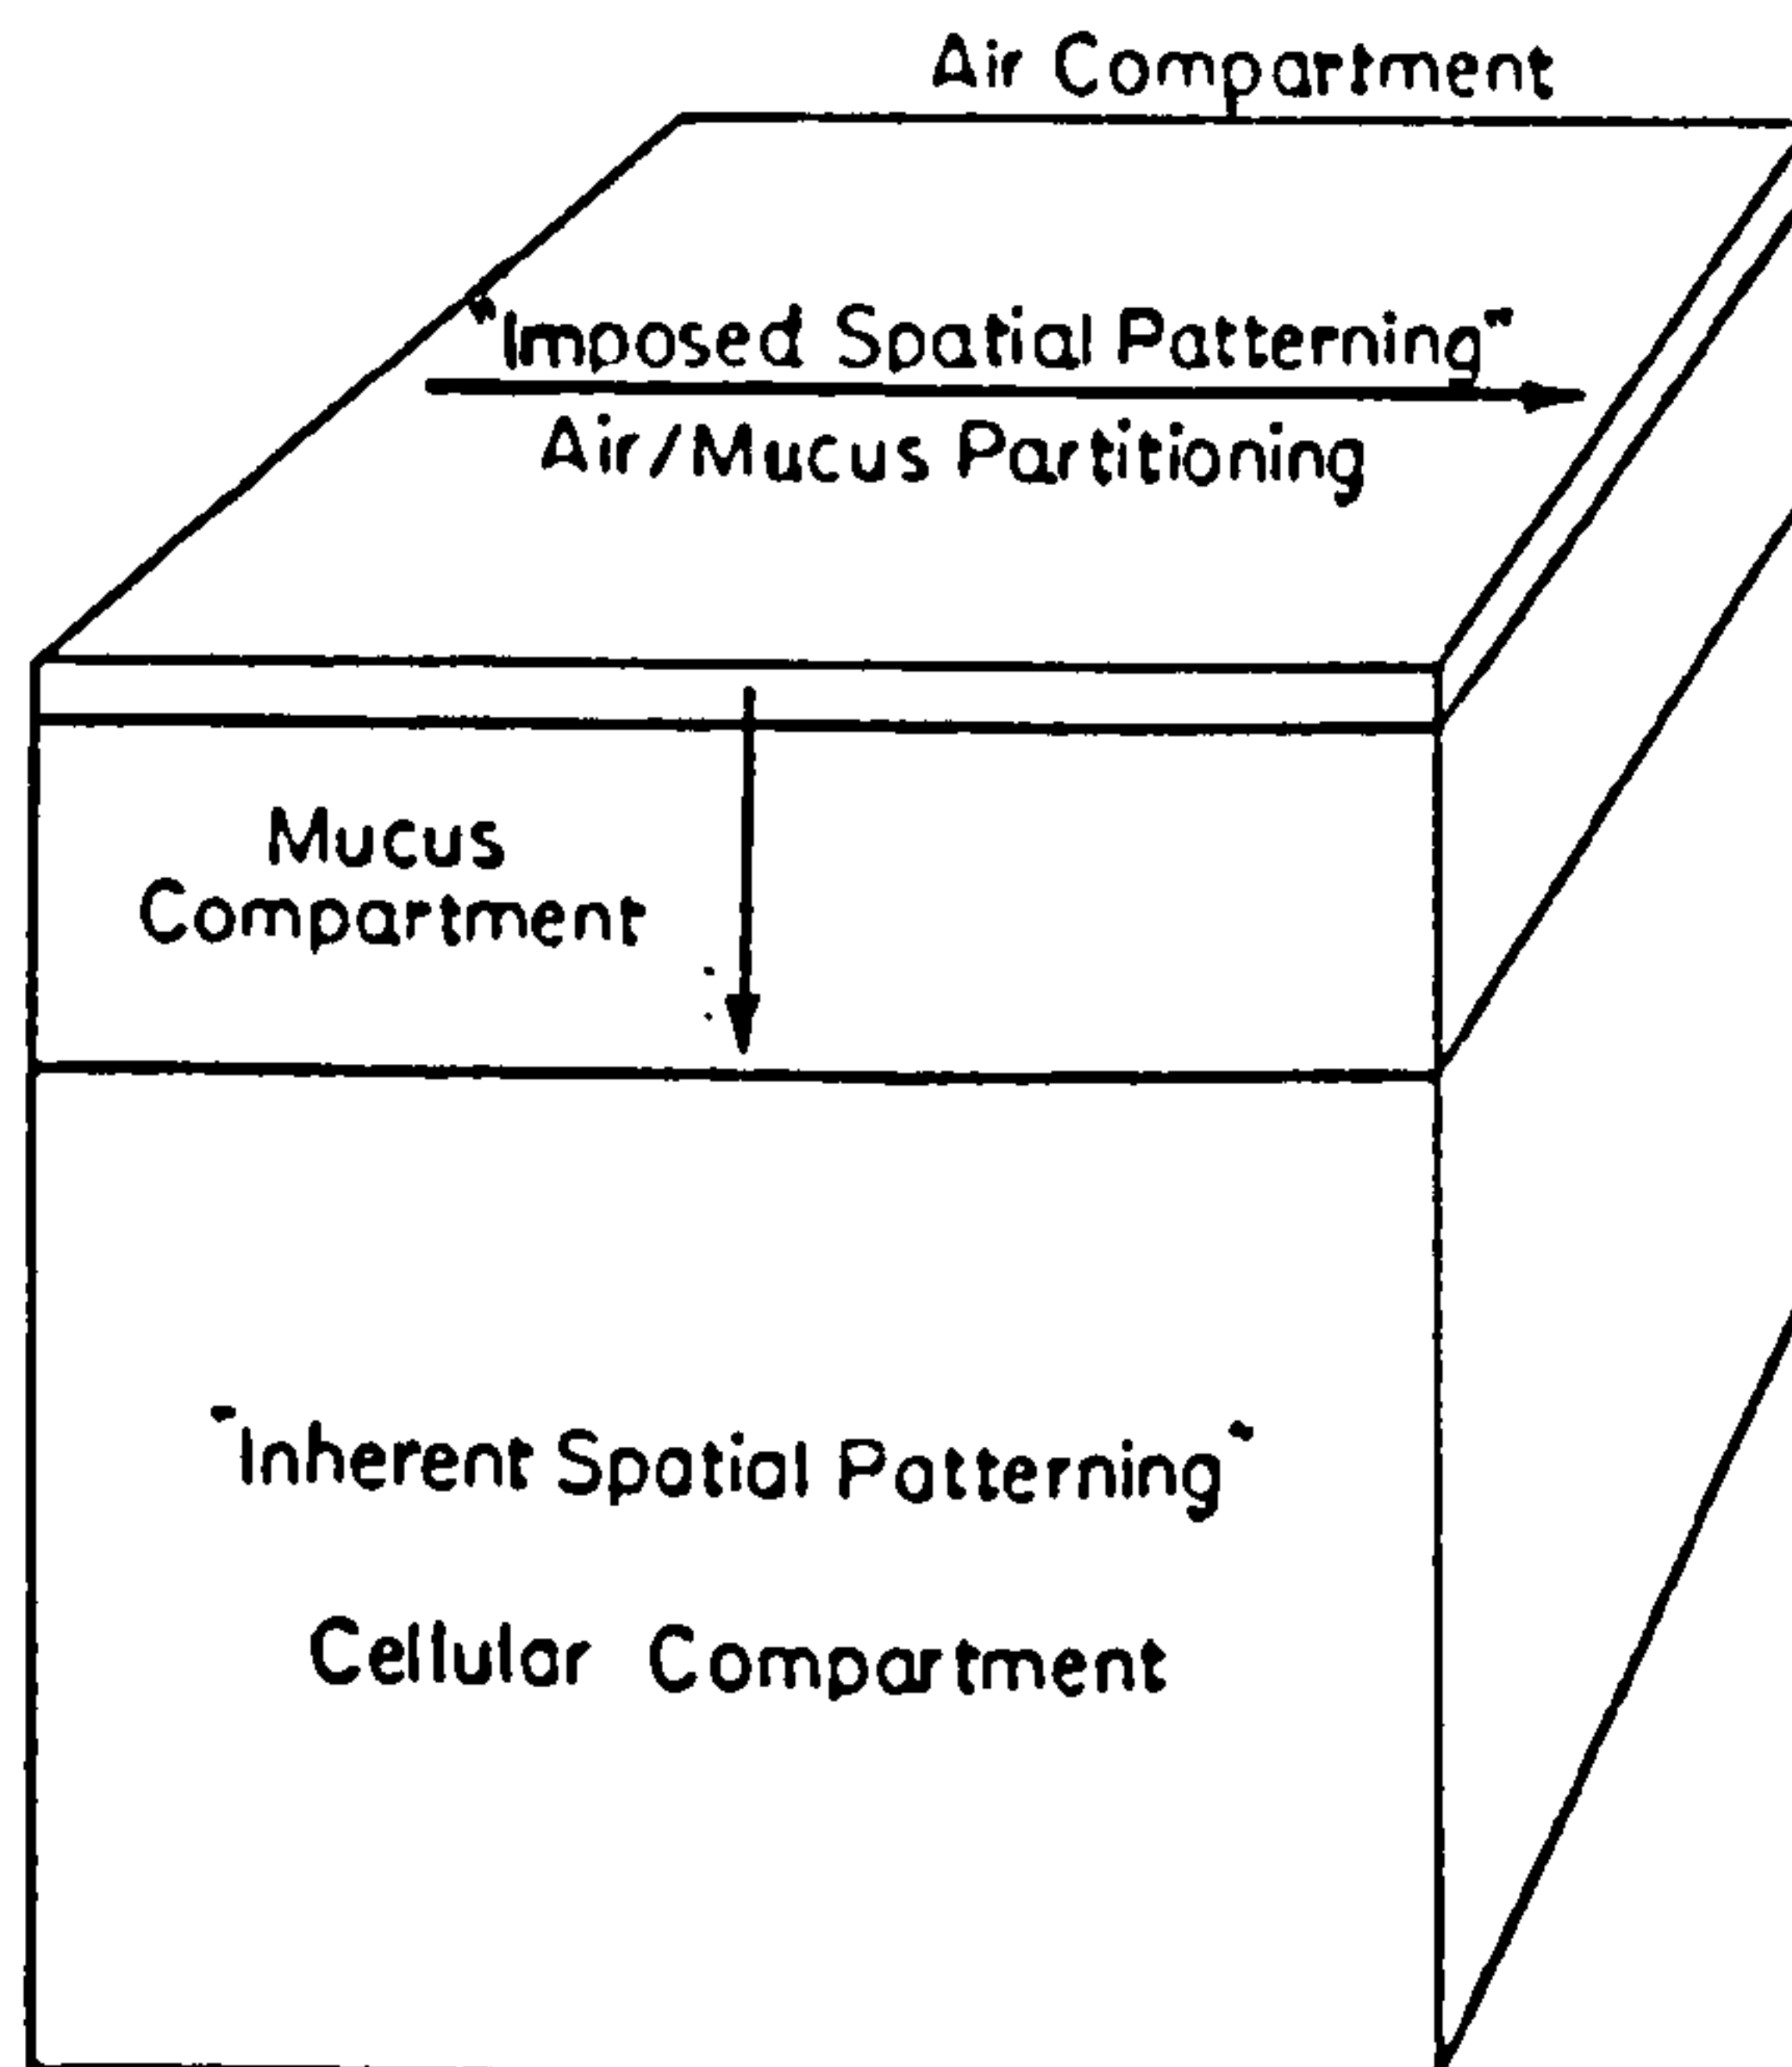 Air Compartment
"Imposed Spatial Patterning"
Air/Mucus Partitioning
Mucus
Compartment
"Inherent Spatial Patterning"
Cellular Compartment